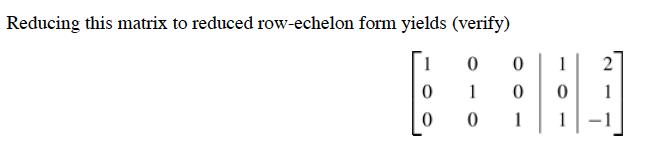 Reducing this matrix to reduced row-echelon form yields (verify)
1 0 0 1 2
0 1 0 0 1
0 0 1 1 −1